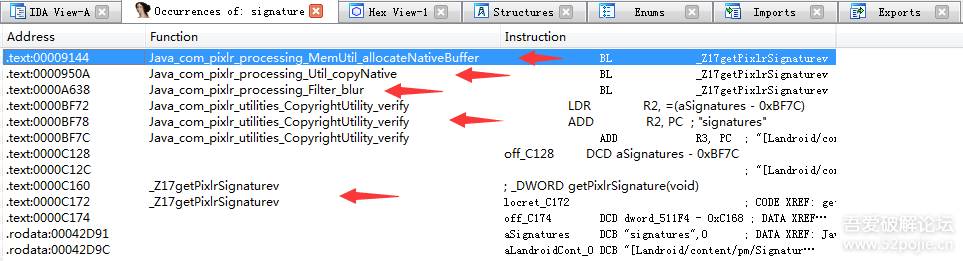 IDA View-A Occurrences of: signature Hex View-1 Structures Enums Imports Exports
Address Function Instruction
.text:00009144 Java_com_pixlr_processing_MemUtil_allocateNativeBuffer BL _Z17getPixlrSignaturev
.text:0000950A Java_com_pixlr_processing_Util_copyNative BL _Z17getPixlrSignaturev
.text:0000A638 Java_com_pixlr_processing_Filter_blur BL _Z17getPixlrSignaturev
.text:0000BF72 Java_com_pixlr_utilities_CopyrightUtility_verify LDR R2, =(aSignatures - 0xBF7C)
.text:0000BF78 Java_com_pixlr_utilities_CopyrightUtility_verify ADD R2, PC ; "signatures"
.text:0000BF7C Java_com_pixlr_utilities_CopyrightUtility_verify ADD R3, PC ; "[Landroid/con…
.text:0000C128 off_C128 DCD aSignatures - 0xBF7C
.text:0000C12C ; "[Landroid/con…
.text:0000C160 _Z17getPixlrSignaturev ; _DWORD getPixlrSignature(void)
.text:0000C172 _Z17getPixlrSignaturev locret_C172 ; CODE XREF: ge…
.text:0000C174 off_C174 DCD dword_511F4 - 0xC168 ; DATA XREF…
.rodata:00042D91 aSignatures DCB "signatures",0 ; DATA XREF: Jav…
.rodata:00042D9C aLandroidCont_0 DCB "[Landroid/content/pm/Signatur…
吾爱破解论坛
www.52pojie.cn